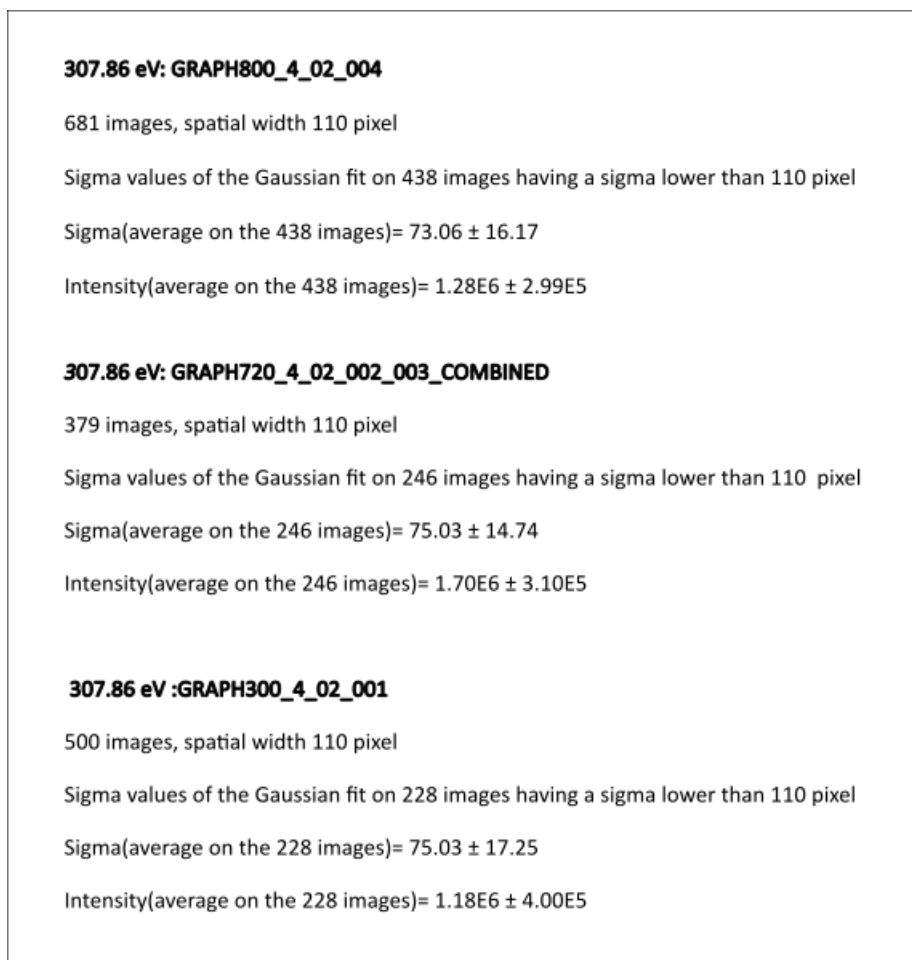 307.86 eV: GRAPH800_4_02_004
681 images, spatial width 110 pixel
Sigma values of the Gaussian fit on 438 images having a sigma lower than 110 pixel
Sigma(average on the 438 images)= 73.06 ± 16.17
Intensity(average on the 438 images)= 1.28E6 ± 2.99E5
307.86 eV: GRAPH720_4_02_002_003_COMBINED
379 images, spatial width 110 pixel
Sigma values of the Gaussian fit on 246 images having a sigma lower than 110  pixel
Sigma(average on the 246 images)= 75.03 ± 14.74
Intensity(average on the 246 images)= 1.70E6 ± 3.10E5
307.86 eV :GRAPH300_4_02_001
500 images, spatial width 110 pixel
Sigma values of the Gaussian fit on 228 images having a sigma lower than 110 pixel
Sigma(average on the 228 images)= 75.03 ± 17.25
Intensity(average on the 228 images)= 1.18E6 ± 4.00E5